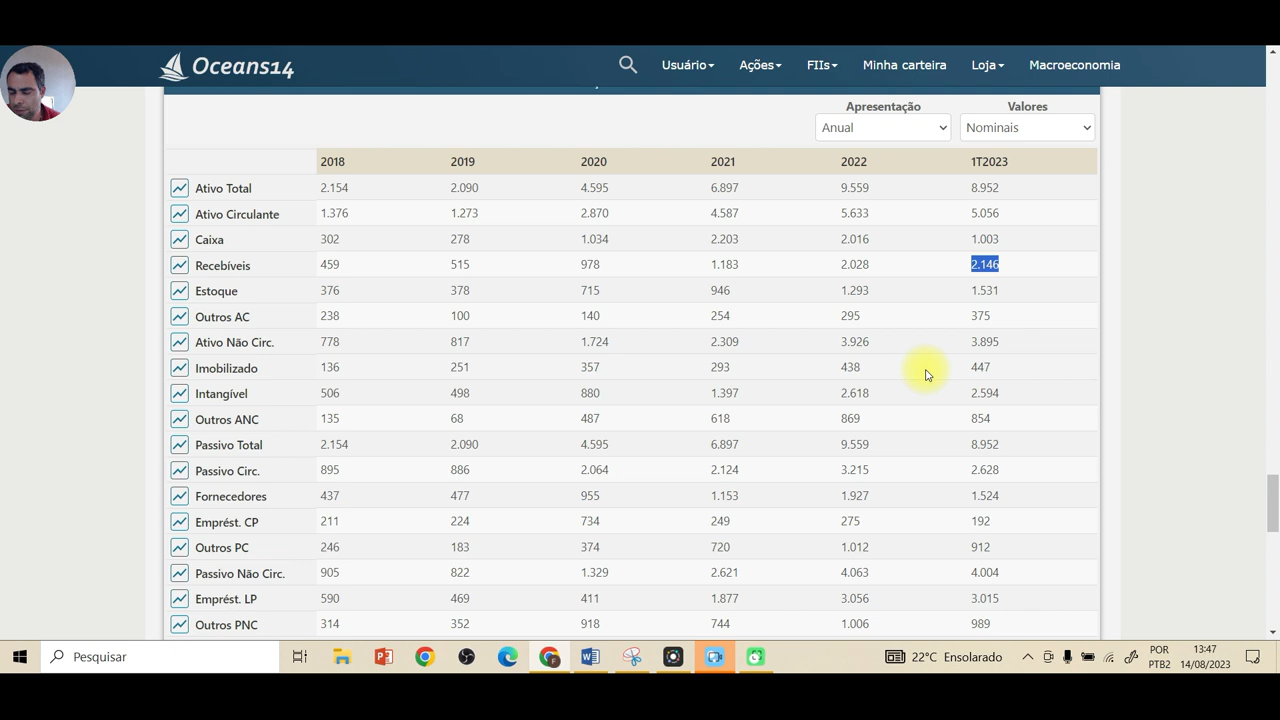 Oceans14
Usuário Ações FIIs Minha carteira Loja Macroeconomia
Apresentação Valores
Anual Nominais
2018 2019 2020 2021 2022 1T2023
Ativo Total 2.154 2.090 4.595 6.897 9.559 8.952
Ativo Circulante 1.376 1.273 2.870 4.587 5.633 5.056
Caixa 302 278 1.034 2.203 2.016 1.003
Recebíveis 459 515 978 1.183 2.028 2.146
Estoque 376 378 715 946 1.293 1.531
Outros AC 238 100 140 254 295 375
Ativo Não Circ. 778 817 1.724 2.309 3.926 3.895
Imobilizado 136 251 357 293 438 447
Intangível 506 498 880 1.397 2.618 2.594
Outros ANC 135 68 487 618 869 854
Passivo Total 2.154 2.090 4.595 6.897 9.559 8.952
Passivo Circ. 895 886 2.064 2.124 3.215 2.628
Fornecedores 437 477 955 1.153 1.927 1.524
Emprést. CP 211 224 734 249 275 192
Outros PC 246 183 374 720 1.012 912
Passivo Não Circ. 905 822 1.329 2.621 4.063 4.004
Emprést. LP 590 469 411 1.877 3.056 3.015
Outros PNC 314 352 918 744 1.006 989
Pesquisar 22°C Ensolarado POR 13:47
PTB2 14/08/2023